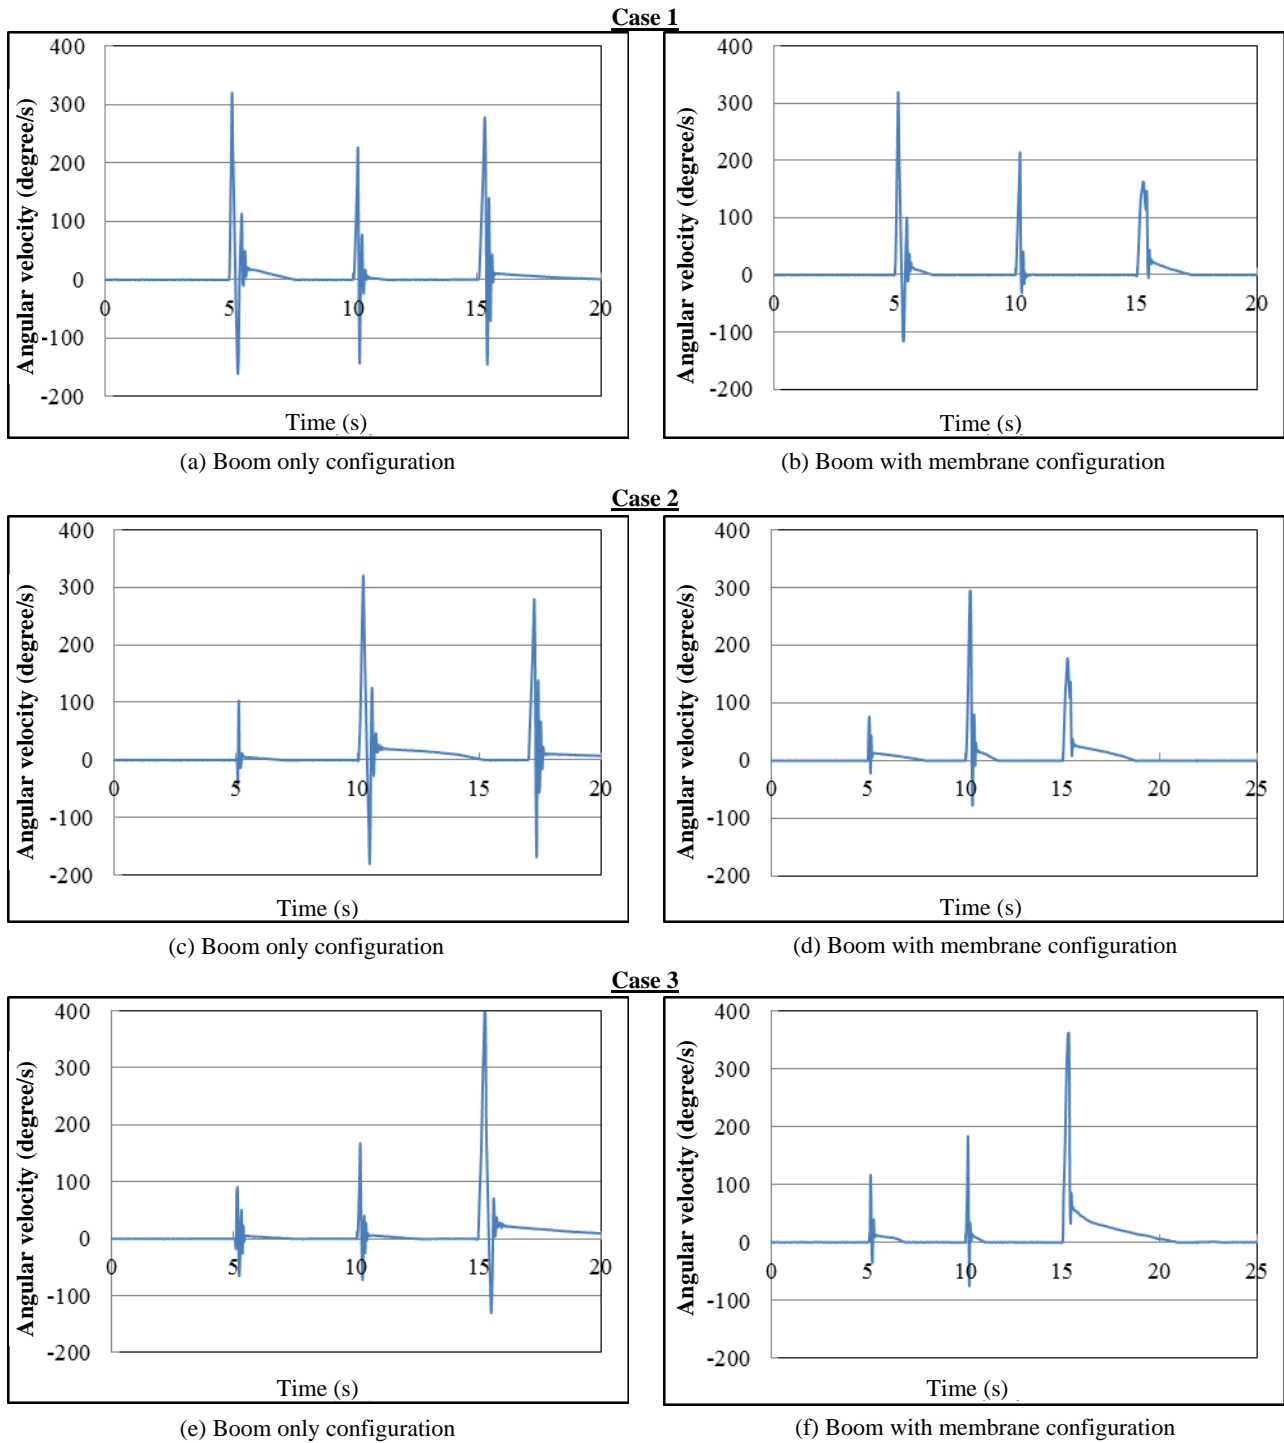 Case 1
400
300
200
100
0
-100
-200
0 5 10 15 20
Angular velocity (degree/s)
Time (s)
(a) Boom only configuration
400
300
200
100
0
-100
-200
0 5 10 15 20
Angular velocity (degree/s)
Time (s)
(b) Boom with membrane configuration
Case 2
400
300
200
100
0
-100
-200
0 5 10 15 20
Angular velocity (degree/s)
Time (s)
(c) Boom only configuration
400
300
200
100
0
-100
-200
0 5 10 15 20 25
Angular velocity (degree/s)
Time (s)
(d) Boom with membrane configuration
Case 3
400
300
200
100
0
-100
-200
0 5 10 15 20
Angular velocity (degree/s)
Time (s)
(e) Boom only configuration
400
300
200
100
0
-100
-200
0 5 10 15 20 25
Angular velocity (degree/s)
Time (s)
(f) Boom with membrane configuration